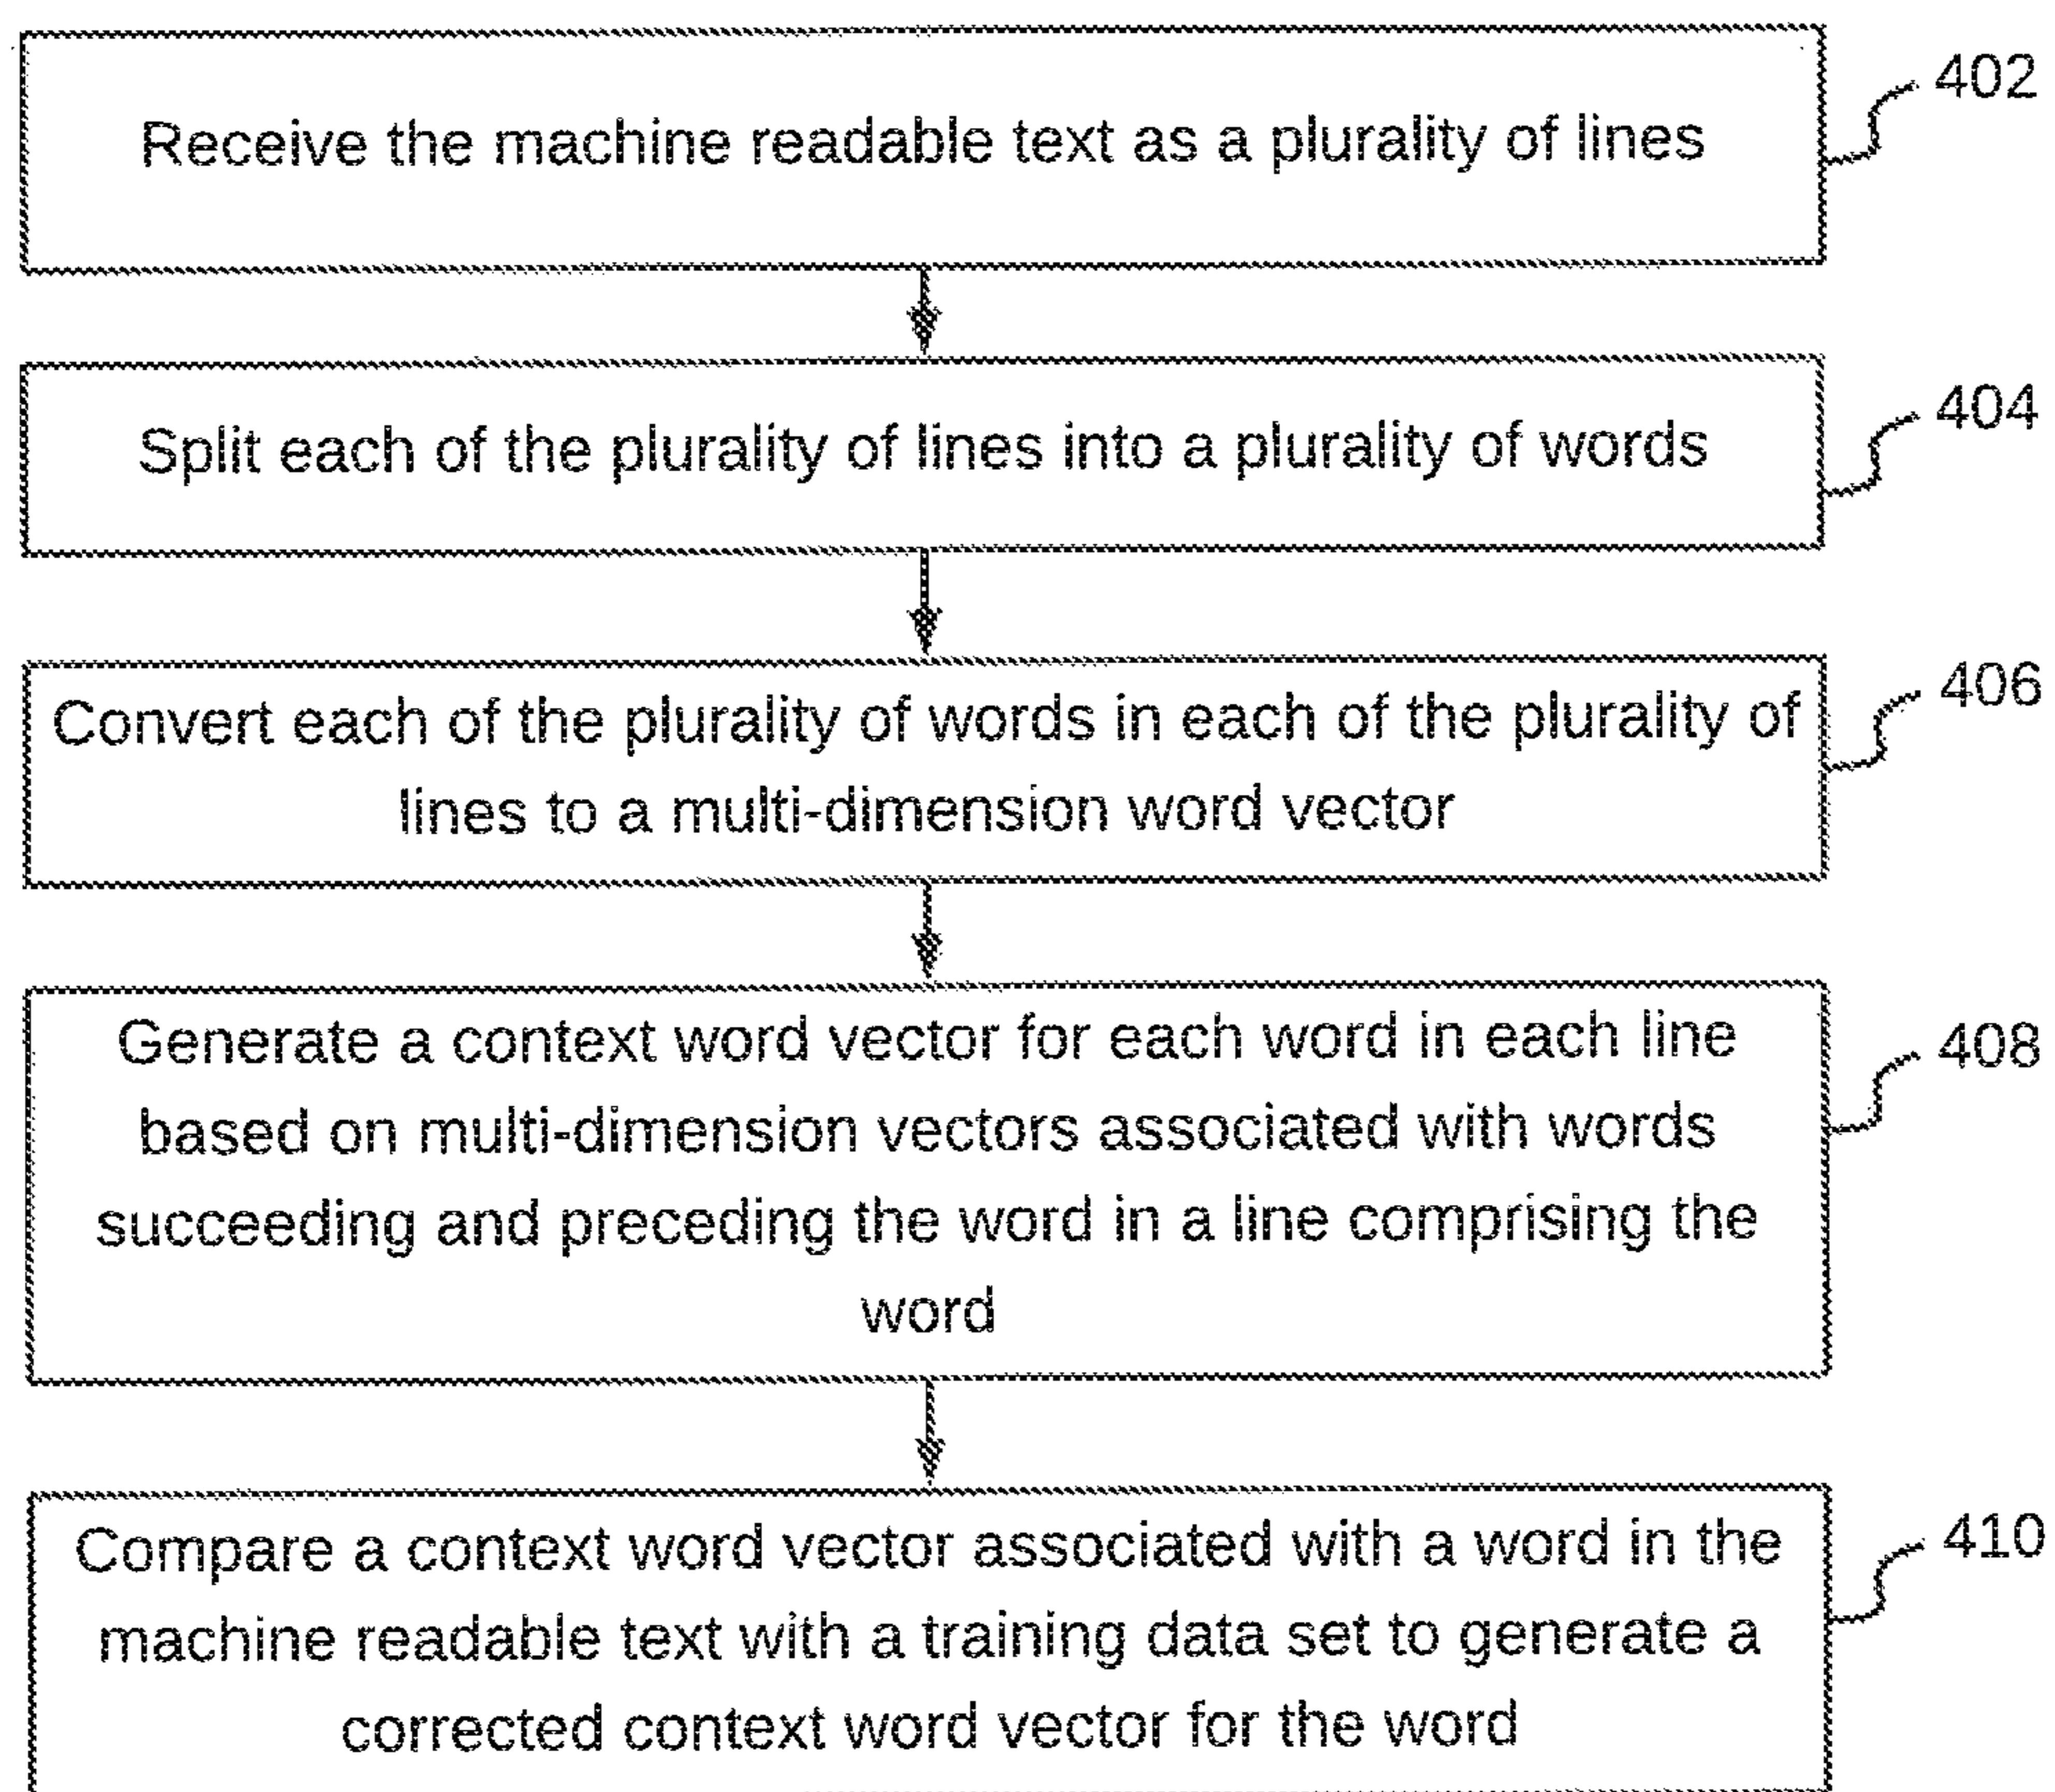 402
Receive the machine readable text as a plurality of lines
404
Split each of the plurality of lines into a plurality of words
406
Convert each of the plurality of words in each of the plurality of
lines to a multi-dimension word vector
408
Generate a context word vector for each word in each line
based on multi-dimension vectors associated with words
succeeding and preceding the word in a line comprising the
word
410
Compare a context word vector associated with a word in the
machine readable text with a training data set to generate a
corrected context word vector for the word